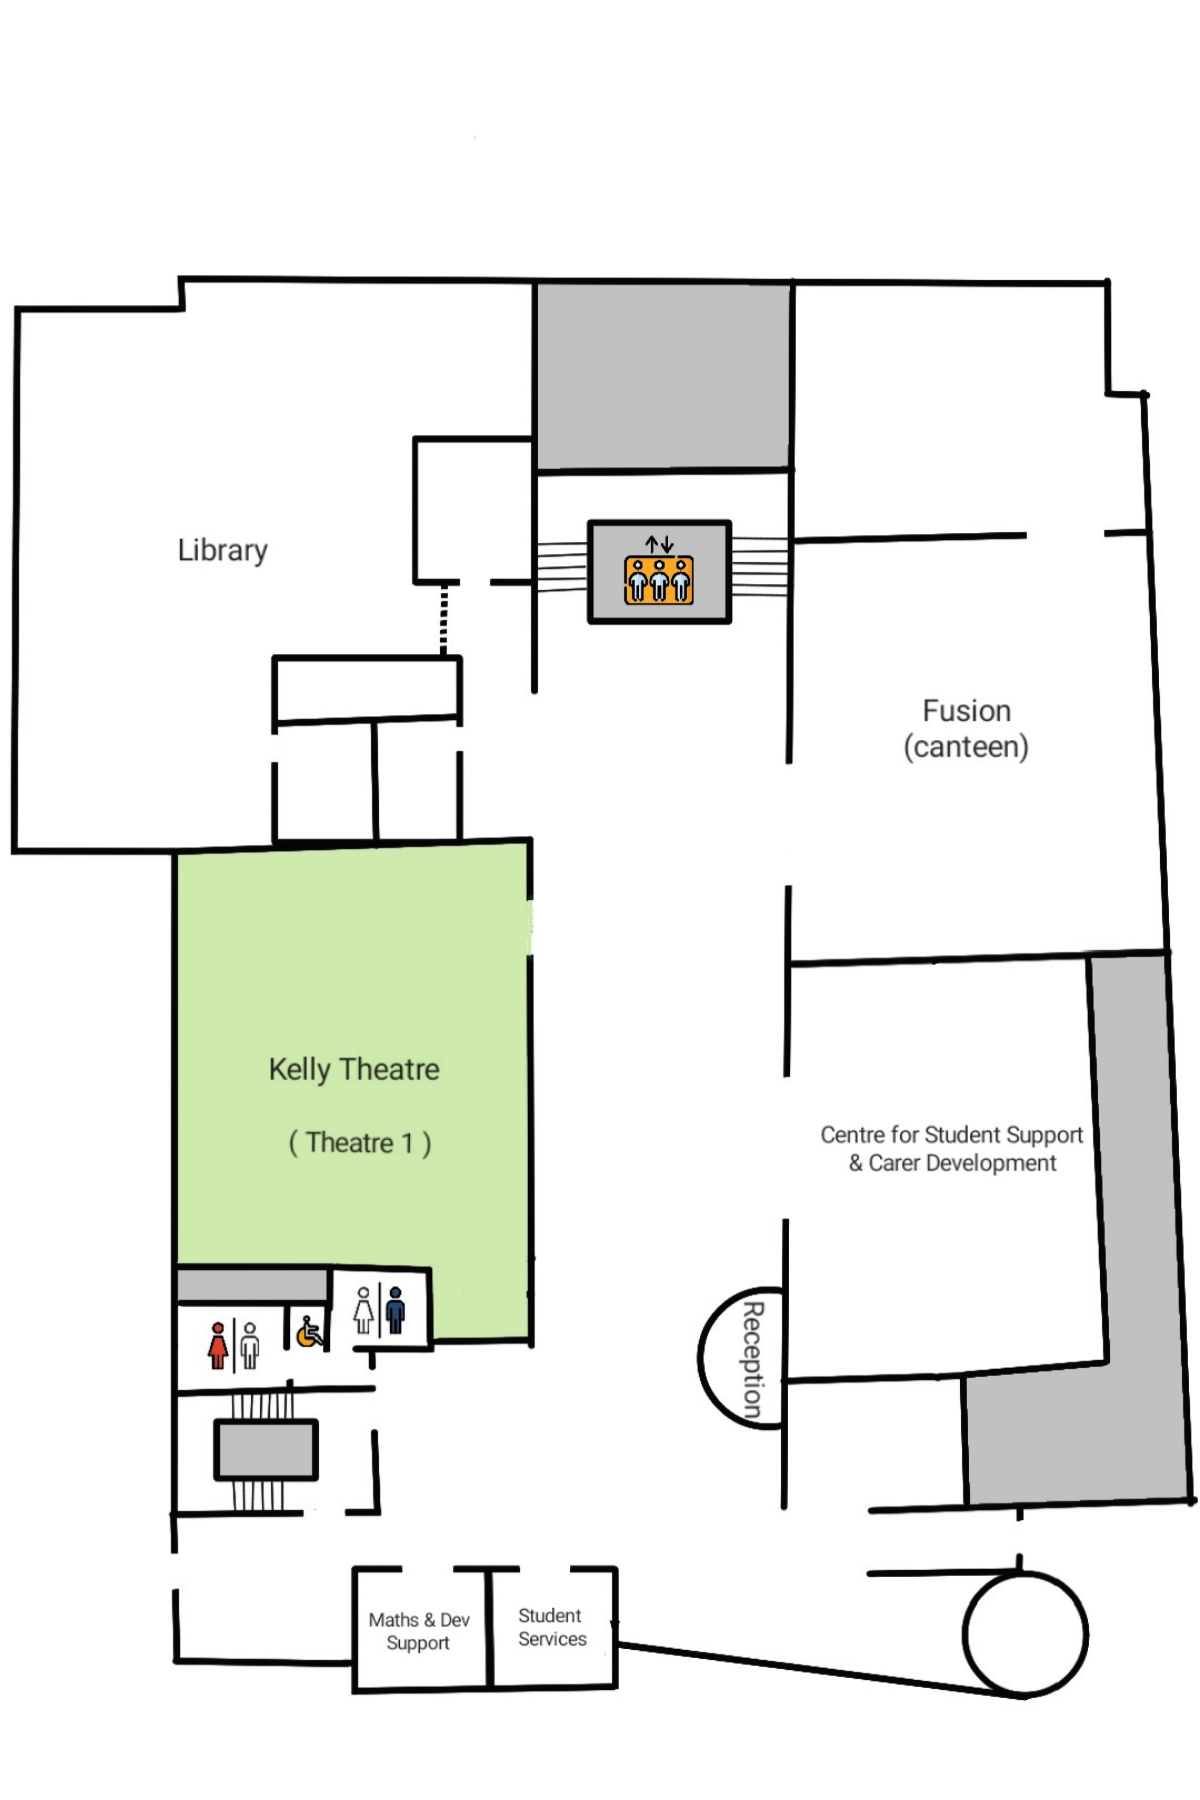 Library
Fusion
(canteen)
Kelly Theatre
( Theatre 1 )
Centre for Student Support
& Carer Development
Reception
Maths & Dev
Support
Student
Services